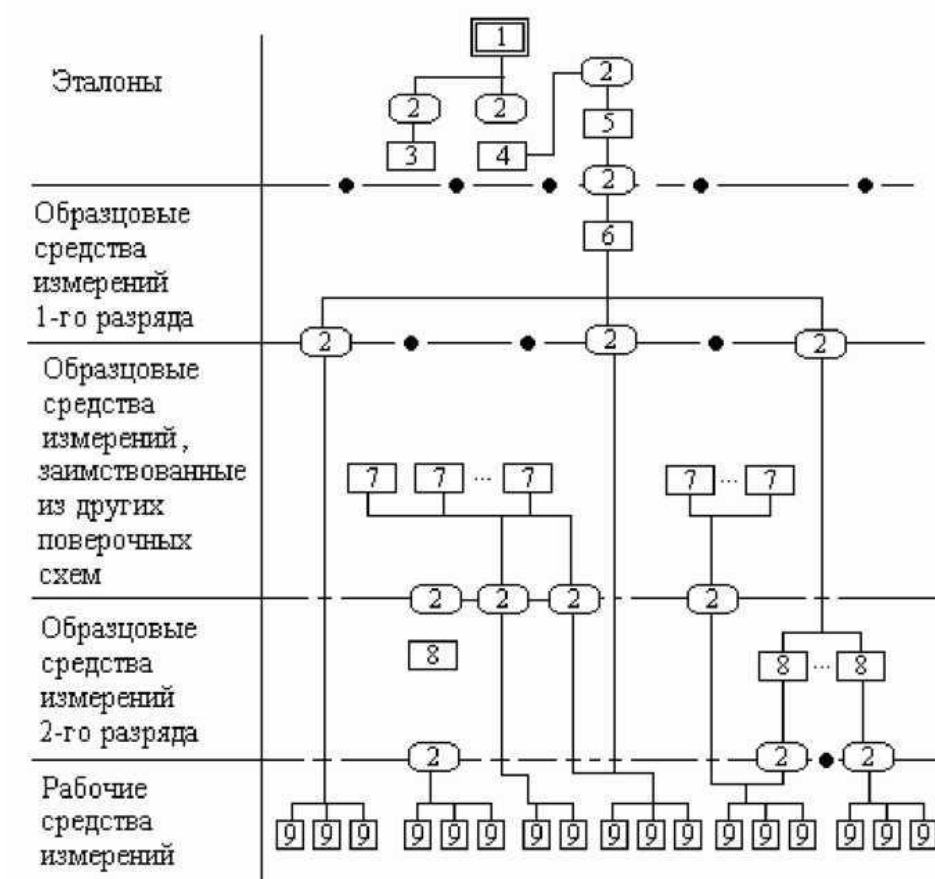 1
2
Эталоны
2
2
5
3
4
2
Образцовые
средства
измерений
1-го разряда
6
2
2
2
Образцовые
средства
измерений,
заимствованные
из других
поверочных
схем
7 7 ... 7
7 ... 7
2 2 2 2
Образцовые
средства
измерений
2-го разряда
8
8 ... 8
2
2
2
Рабочие
средства
измерений
9 9 9 9 9 9 9 9 9 9 9 9 9 9 9 9 9